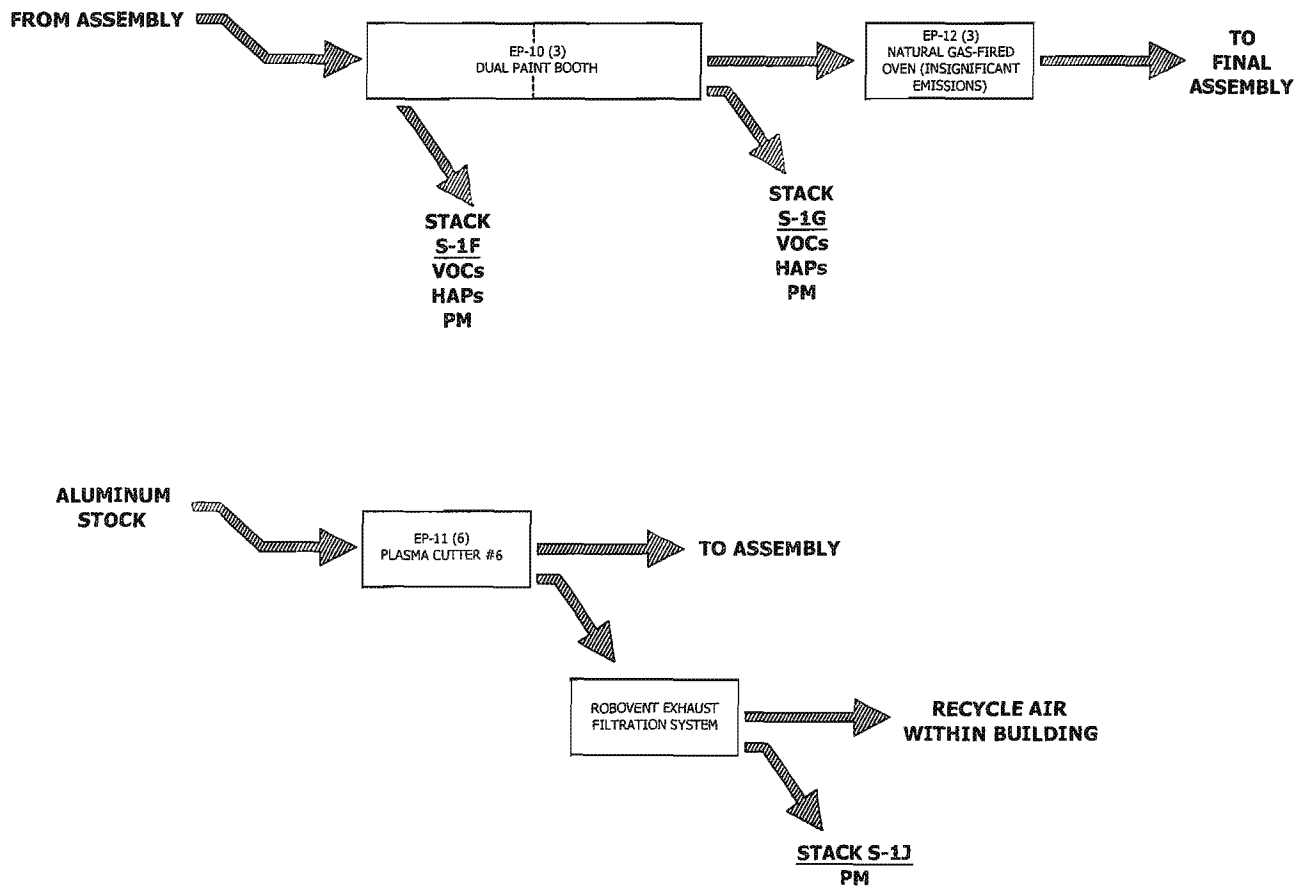 FROM ASSEMBLY
EP-10 (3)
DUAL PAINT BOOTH
EP-12 (3)
NATURAL GAS-FIRED
OVEN (INSIGNIFICANT
EMISSIONS)
TO
FINAL
ASSEMBLY
STACK
S-1F
VOCs
HAPs
PM
STACK
S-1G
VOCs
HAPs
PM
ALUMINUM
STOCK
EP-11 (6)
PLASMA CUTTER #6
TO ASSEMBLY
ROBOVENT EXHAUST
FILTRATION SYSTEM
RECYCLE AIR
WITHIN BUILDING
STACK S-1J
PM